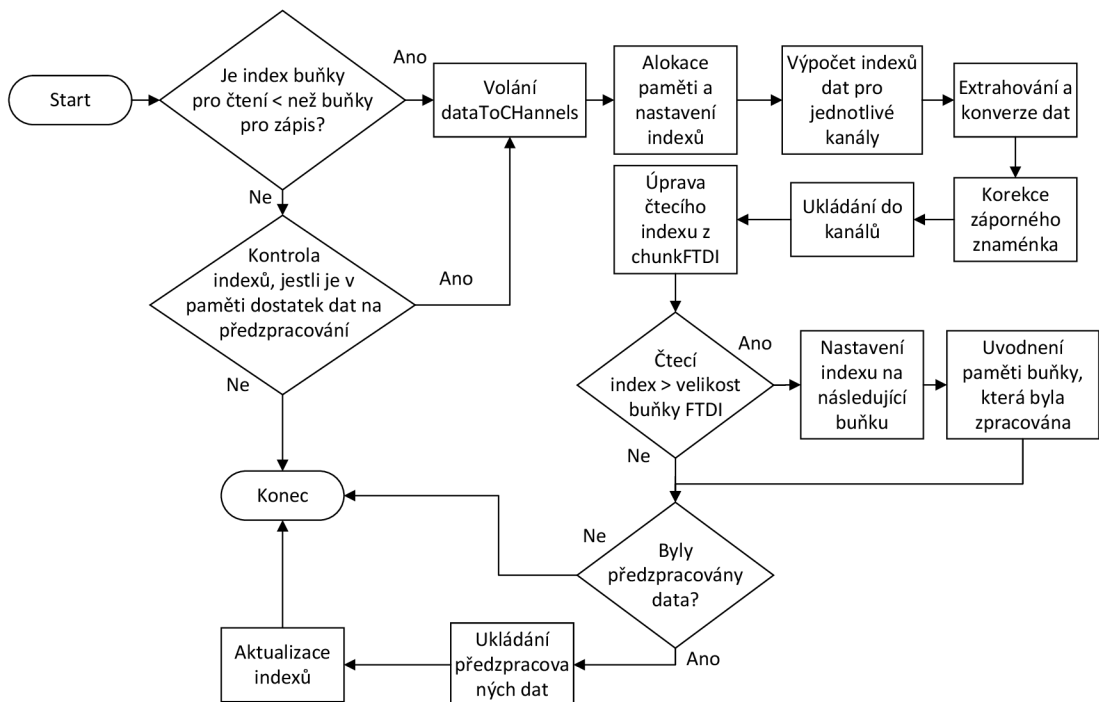 Start
Je index buňky
pro čtení < než buňky
pro zápis?
Ano
Volání
dataToCHannels
Alokace
paměti a
nastavení
indexů
Výpočet indexů
dat pro
jednotlivé
kanály
Extrahování a
konverze dat
Korekce
záporného
znaménka
Ukládání do
kanálů
Úprava
čtecího
indexu z
chunkFTDI
Ne
Kontrola
indexů, jestli je v
paměti dostatek dat na
předzpracování
Ano
Ne
Čtecí
index > velikost
buňky FTDI
Ano
Nastavení
indexu na
následující
buňku
Uvodnení
paměti buňky,
která byla
zpracována
Ne
Byly
předzpracovány
data?
Ne
Ano
Ukládání
předzpracova
ných dat
Aktualizace
indexů
Konec